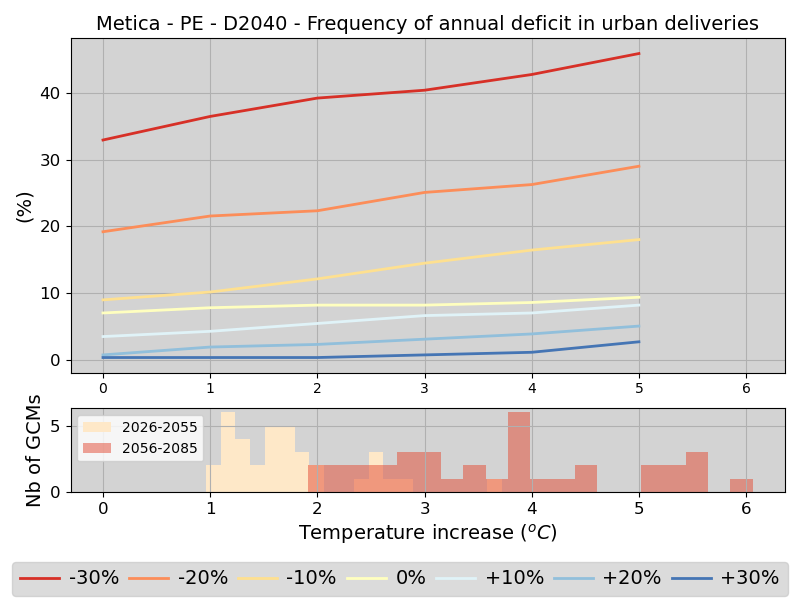 Metica - PE - D2040 - Frequency of annual deficit in urban deliveries
(%)
40
30
20
10
0
0 1 2 3 4 5 6
Nb of GCMs
5
0
2026-2055
2056-2085
0 1 2 3 4 5 6
Temperature increase (°C)
-30% -20% -10% 0% +10% +20% +30%